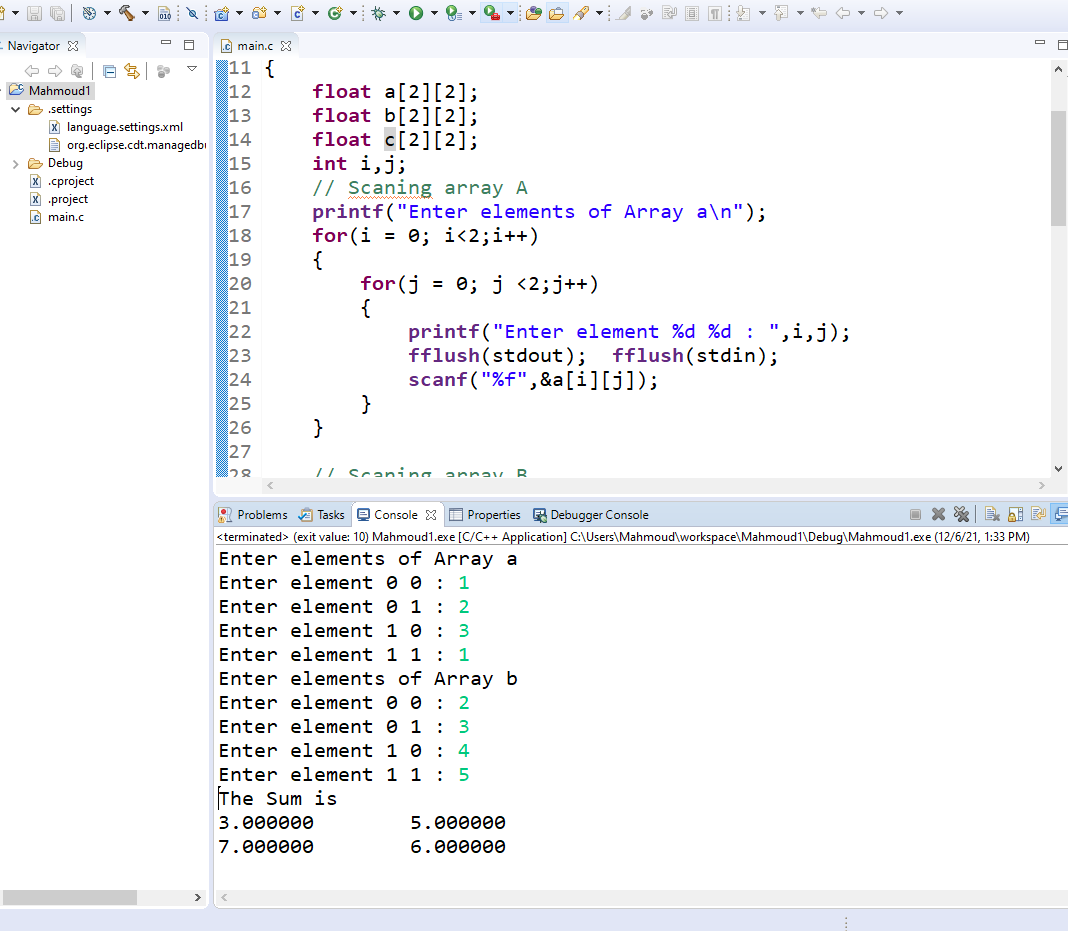 Navigator
main.c
Mahmoud1
.settings
language.settings.xml
org.eclipse.cdt.managedbu
Debug
.cproject
.project
main.c
11 {
12 float a[2][2];
13 float b[2][2];
14 float c[2][2];
15 int i,j;
16 // Scaning array A
17 printf("Enter elements of Array a\n");
18 for(i = 0; i<2;i++)
19 {
20 for(j = 0; j <2;j++)
21 {
22 printf("Enter element %d %d : ",i,j);
23 fflush(stdout); fflush(stdin);
24 scanf("%f",&a[i][j]);
25 }
26 }
27
28 // Scaning array B
Problems Tasks Console Properties Debugger Console
<terminated> (exit value: 10) Mahmoud1.exe [C/C++ Application] C:\Users\Mahmoud\workspace\Mahmoud1\Debug\Mahmoud1.exe (12/6/21, 1:33 PM)
Enter elements of Array a
Enter element 0 0 : 1
Enter element 0 1 : 2
Enter element 1 0 : 3
Enter element 1 1 : 1
Enter elements of Array b
Enter element 0 0 : 2
Enter element 0 1 : 3
Enter element 1 0 : 4
Enter element 1 1 : 5
The Sum is
3.000000 5.000000
7.000000 6.000000